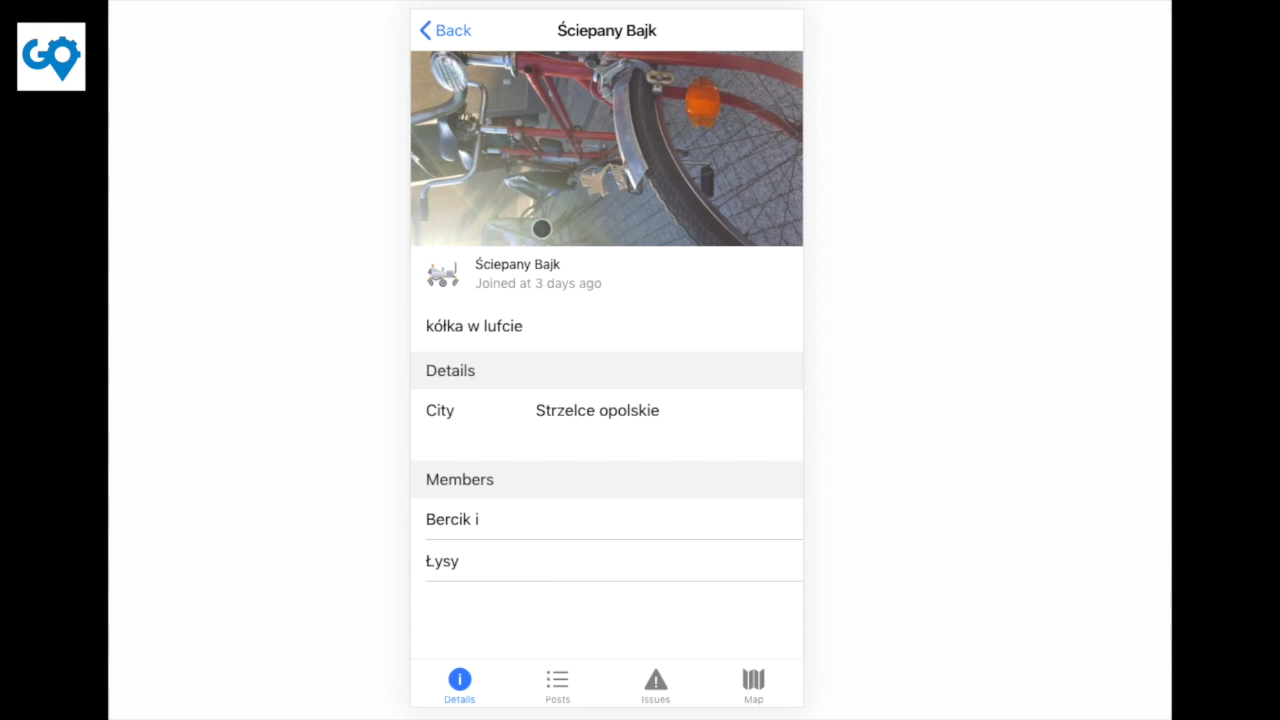 GO
Back
Ściepany Bajk
Ściepany Bajk
Joined at 3 days ago
kółka w lufcie
Details
City Strzelce opolskie
Members
Bercik i
Łysy
Details Posts Issues Map